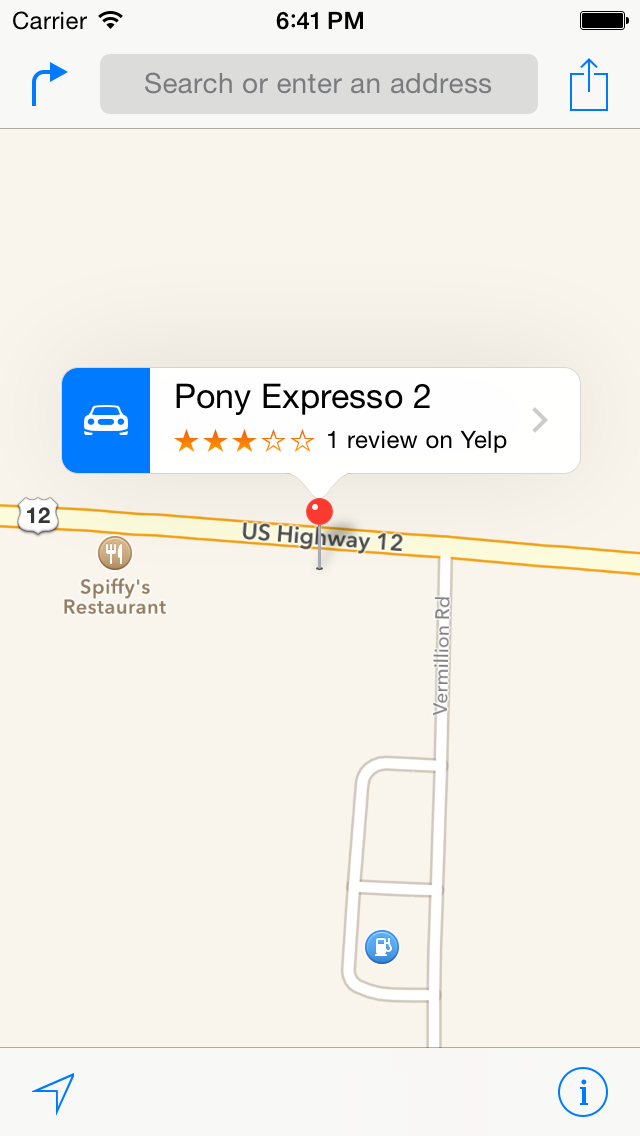 Carrier 6:41 PM
Search or enter an address
Pony Expresso 2
1 review on Yelp
12
US Highway 12
Spiffy's
Restaurant
Vermillion Rd
i